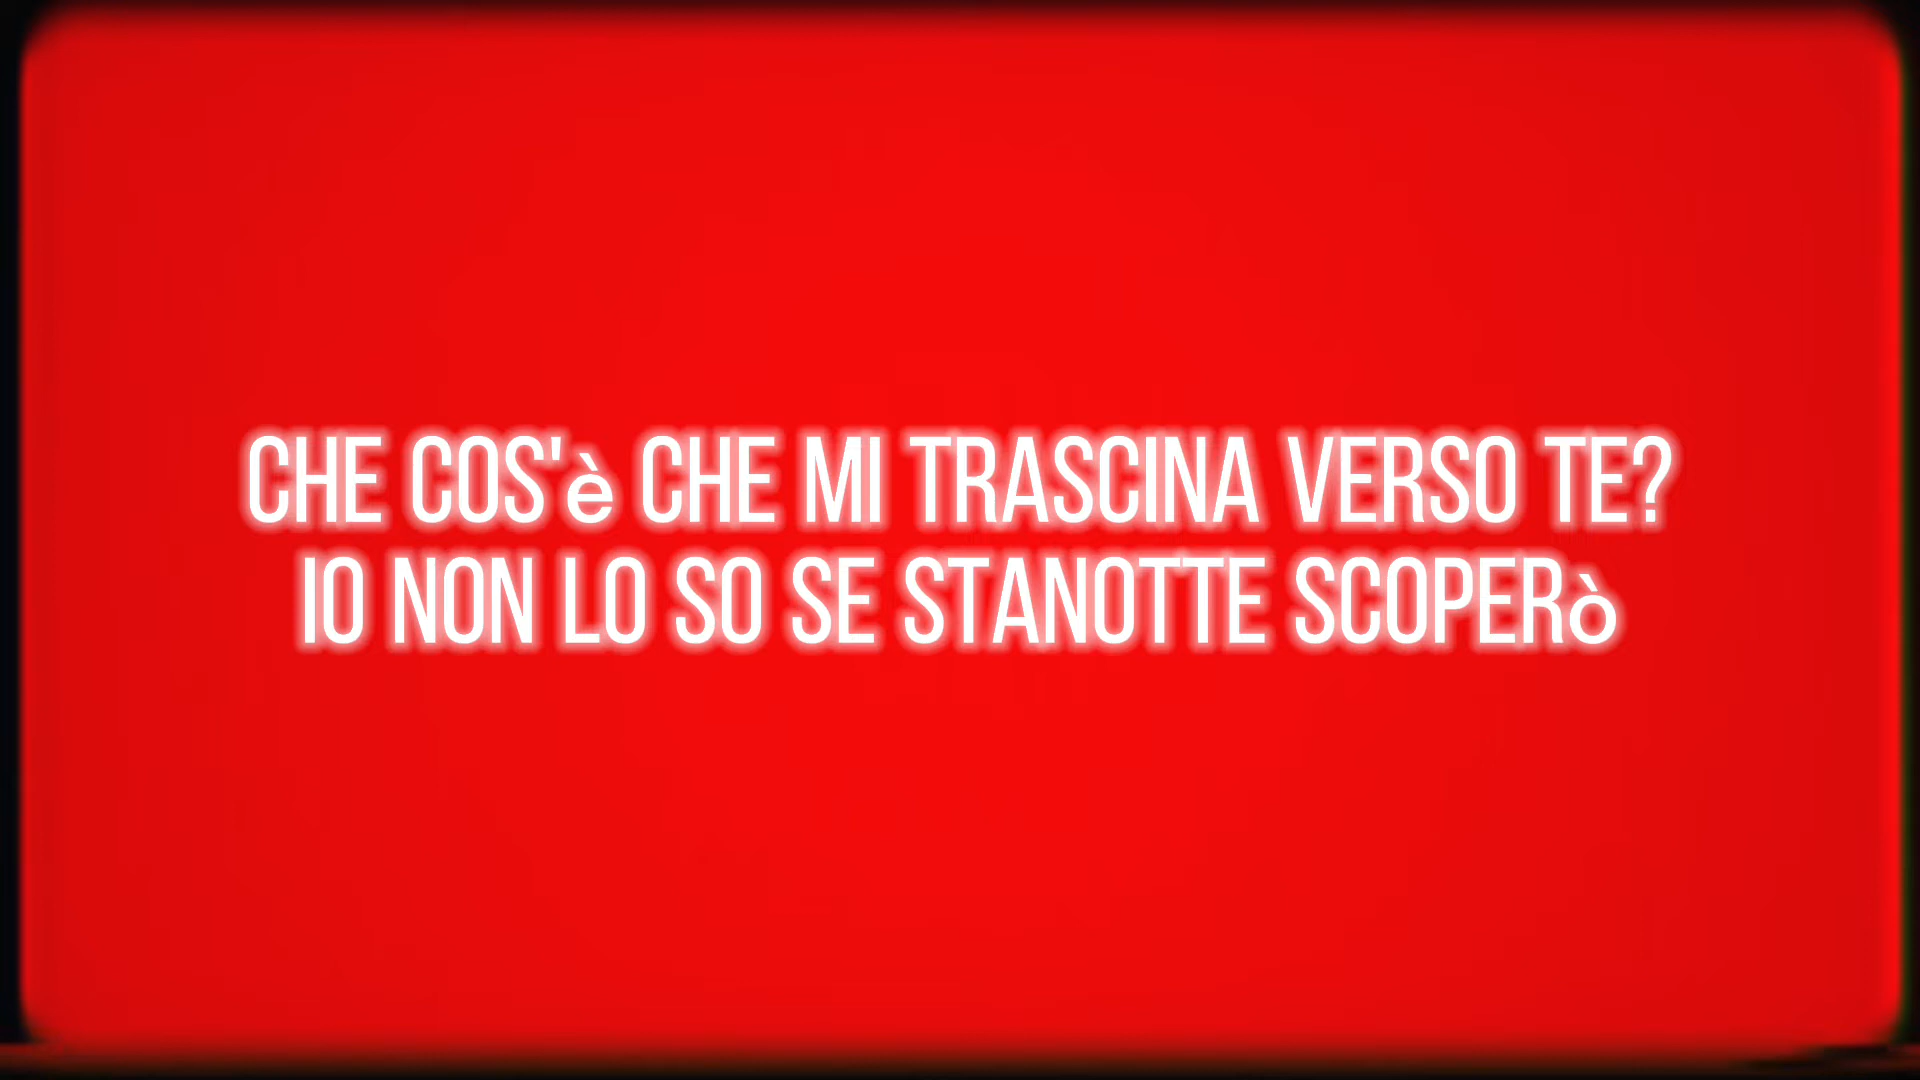 CHE COS'è CHE MI TRASCINA VERSO TE?
IO NON LO SO SE STANOTTE SCOPERò